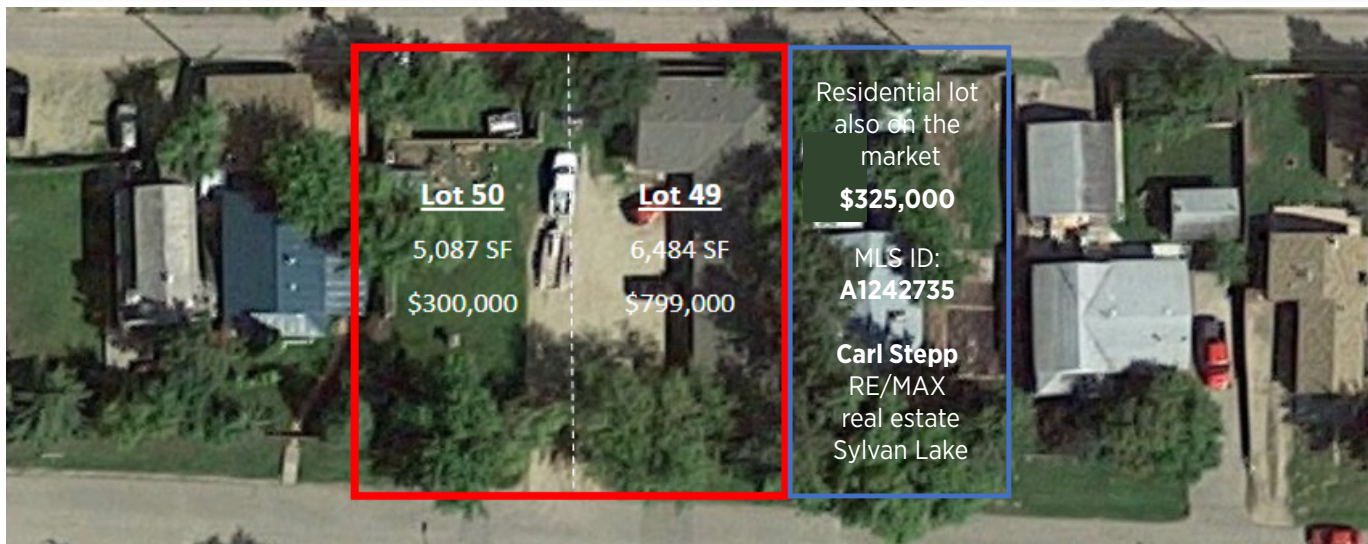 Lot 50
5,087 SF
$300,000
Lot 49
6,484 SF
$799,000
Residential lot
also on the
market
$325,000
MLS ID:
A1242735
Carl Stepp
RE/MAX
real estate
Sylvan Lake